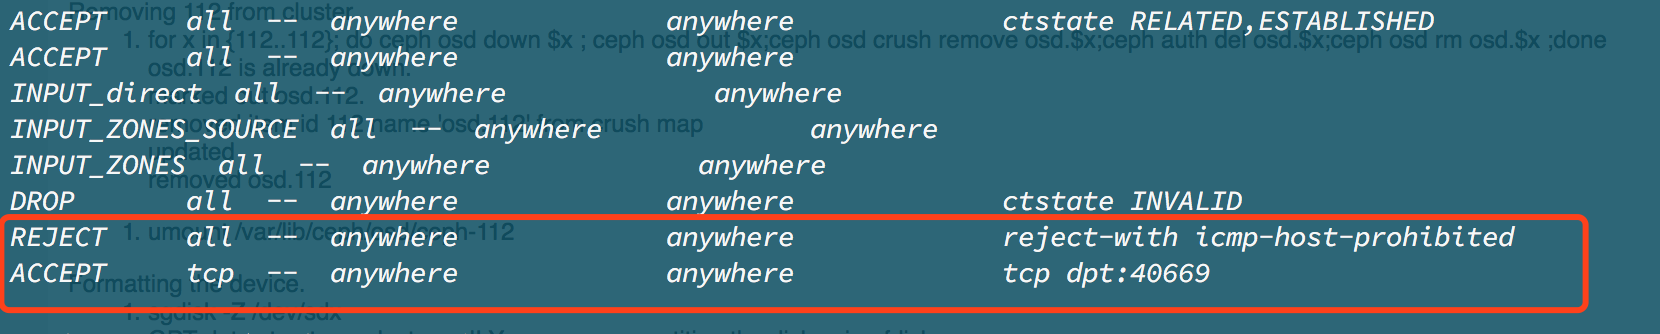 Removing 112 from cluster
ACCEPT all -- anywhere anywhere ctstate RELATED,ESTABLISHED
1. for x in {112..112}; do ceph osd down $x ; ceph osd out $x;ceph osd crush remove osd.$x;ceph auth del osd.$x;ceph osd rm osd.$x ;done
ACCEPT all -- anywhere anywhere
osd.112 is already down.
INPUT_direct all -- anywhere anywhere
marked out osd.112.
INPUT_ZONES_SOURCE all -- anywhere anywhere
removed item id 112 name 'osd.112' from crush map
updated
INPUT_ZONES all -- anywhere anywhere
removed osd.112
DROP all -- anywhere anywhere ctstate INVALID
REJECT all -- anywhere anywhere reject-with icmp-host-prohibited
1. umount /var/lib/ceph/osd/ceph-112
ACCEPT tcp -- anywhere anywhere tcp dpt:40669
Formatting the device.
1. sgdisk -Z /dev/sdx